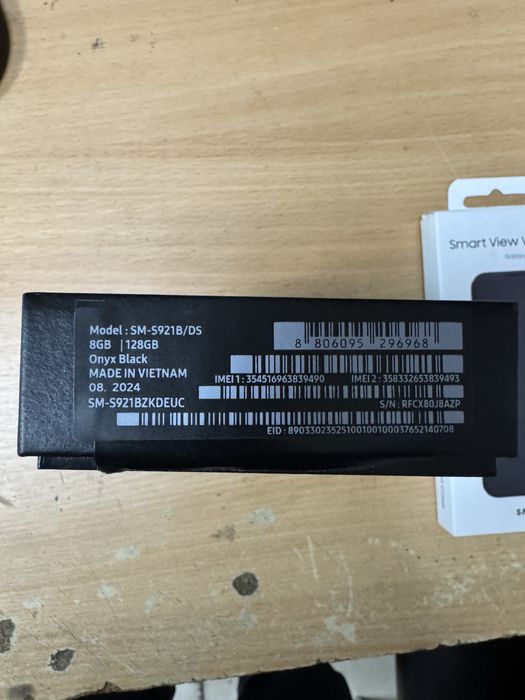 Smart View
Model : SM-S921B/DS
8GB | 128GB
Onyx Black
MADE IN VIETNAM
08. 2024
SM-S921BZKDEUC
8 806095 296968
IMEI 1 : 354516963839490 IMEI 2 : 358332653839493
S/N : RFCX80J8AZP
EID : 89033023525100100100037652140708